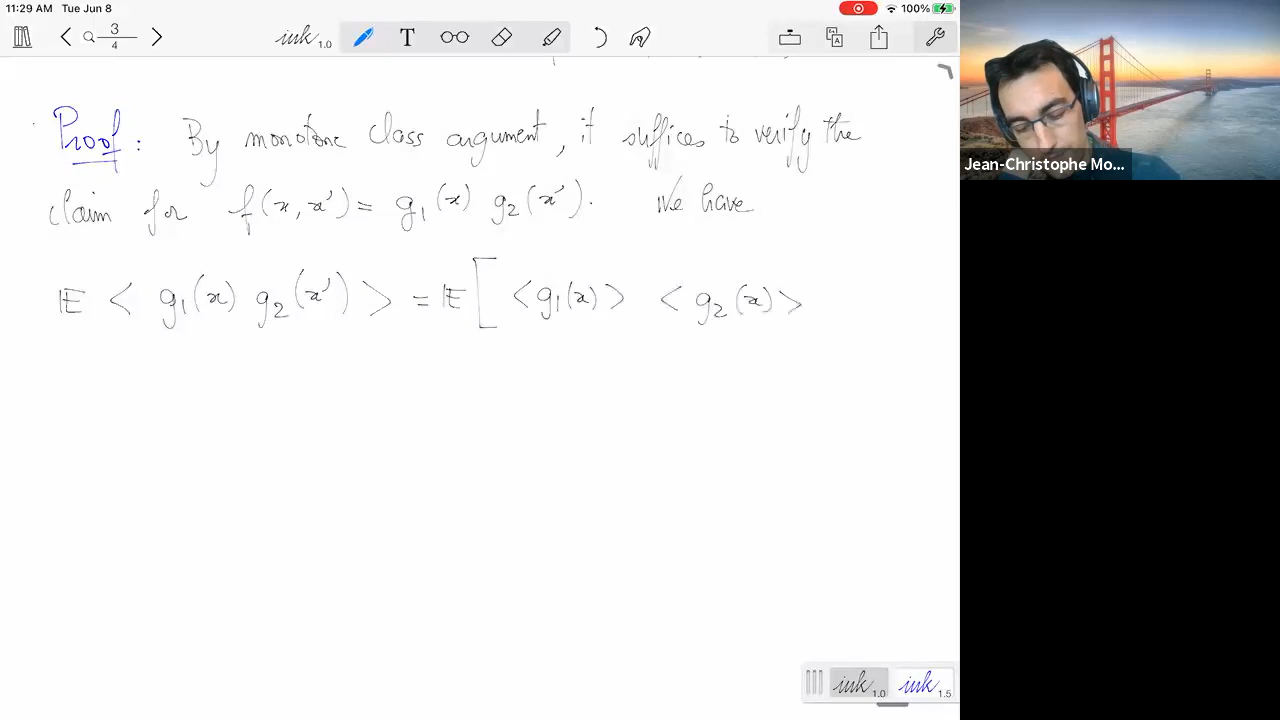 11:29 AM Tue Jun 8
100%
3
4
ink 1.0
T
Jean-Christophe Mo...
Proof : By monotone class argument, it suffices to verify the
claim for f(x, x') = g₁(x) g₂(x'). We have
𝔼 < g₁(x) g₂(x') > = 𝔼 [ <g₁(x)> <g₂(x)>
ink 1.0 ink 1.5